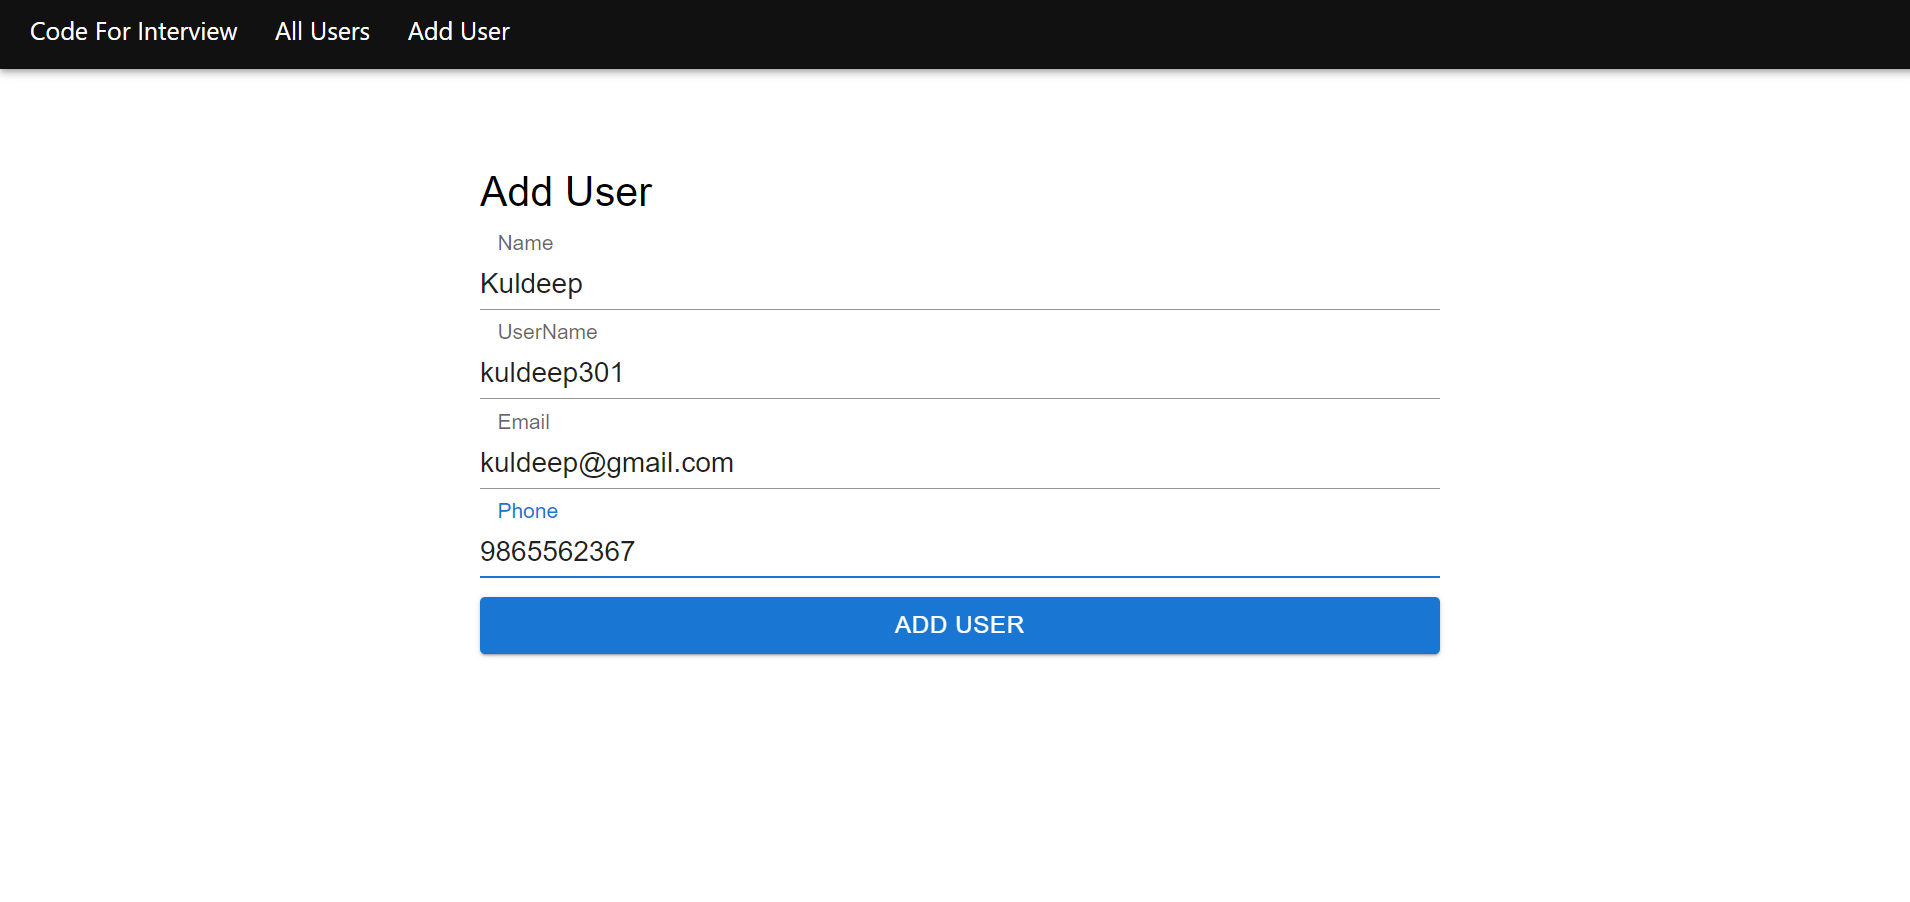 Code For Interview All Users Add User
Add User
Name
Kuldeep
UserName
kuldeep301
Email
kuldeep@gmail.com
Phone
9865562367
ADD USER